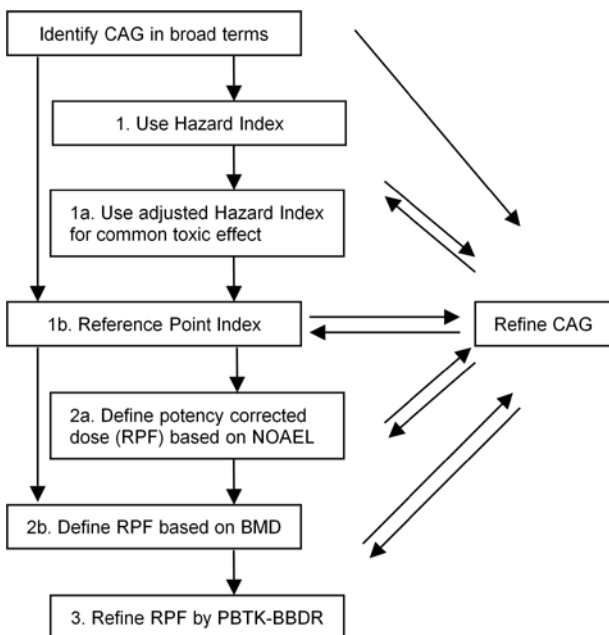 Identify CAG in broad terms
1. Use Hazard Index
1a. Use adjusted Hazard Index
for common toxic effect
1b. Reference Point Index
Refine CAG
2a. Define potency corrected
dose (RPF) based on NOAEL
2b. Define RPF based on BMD
3. Refine RPF by PBTK-BBDR